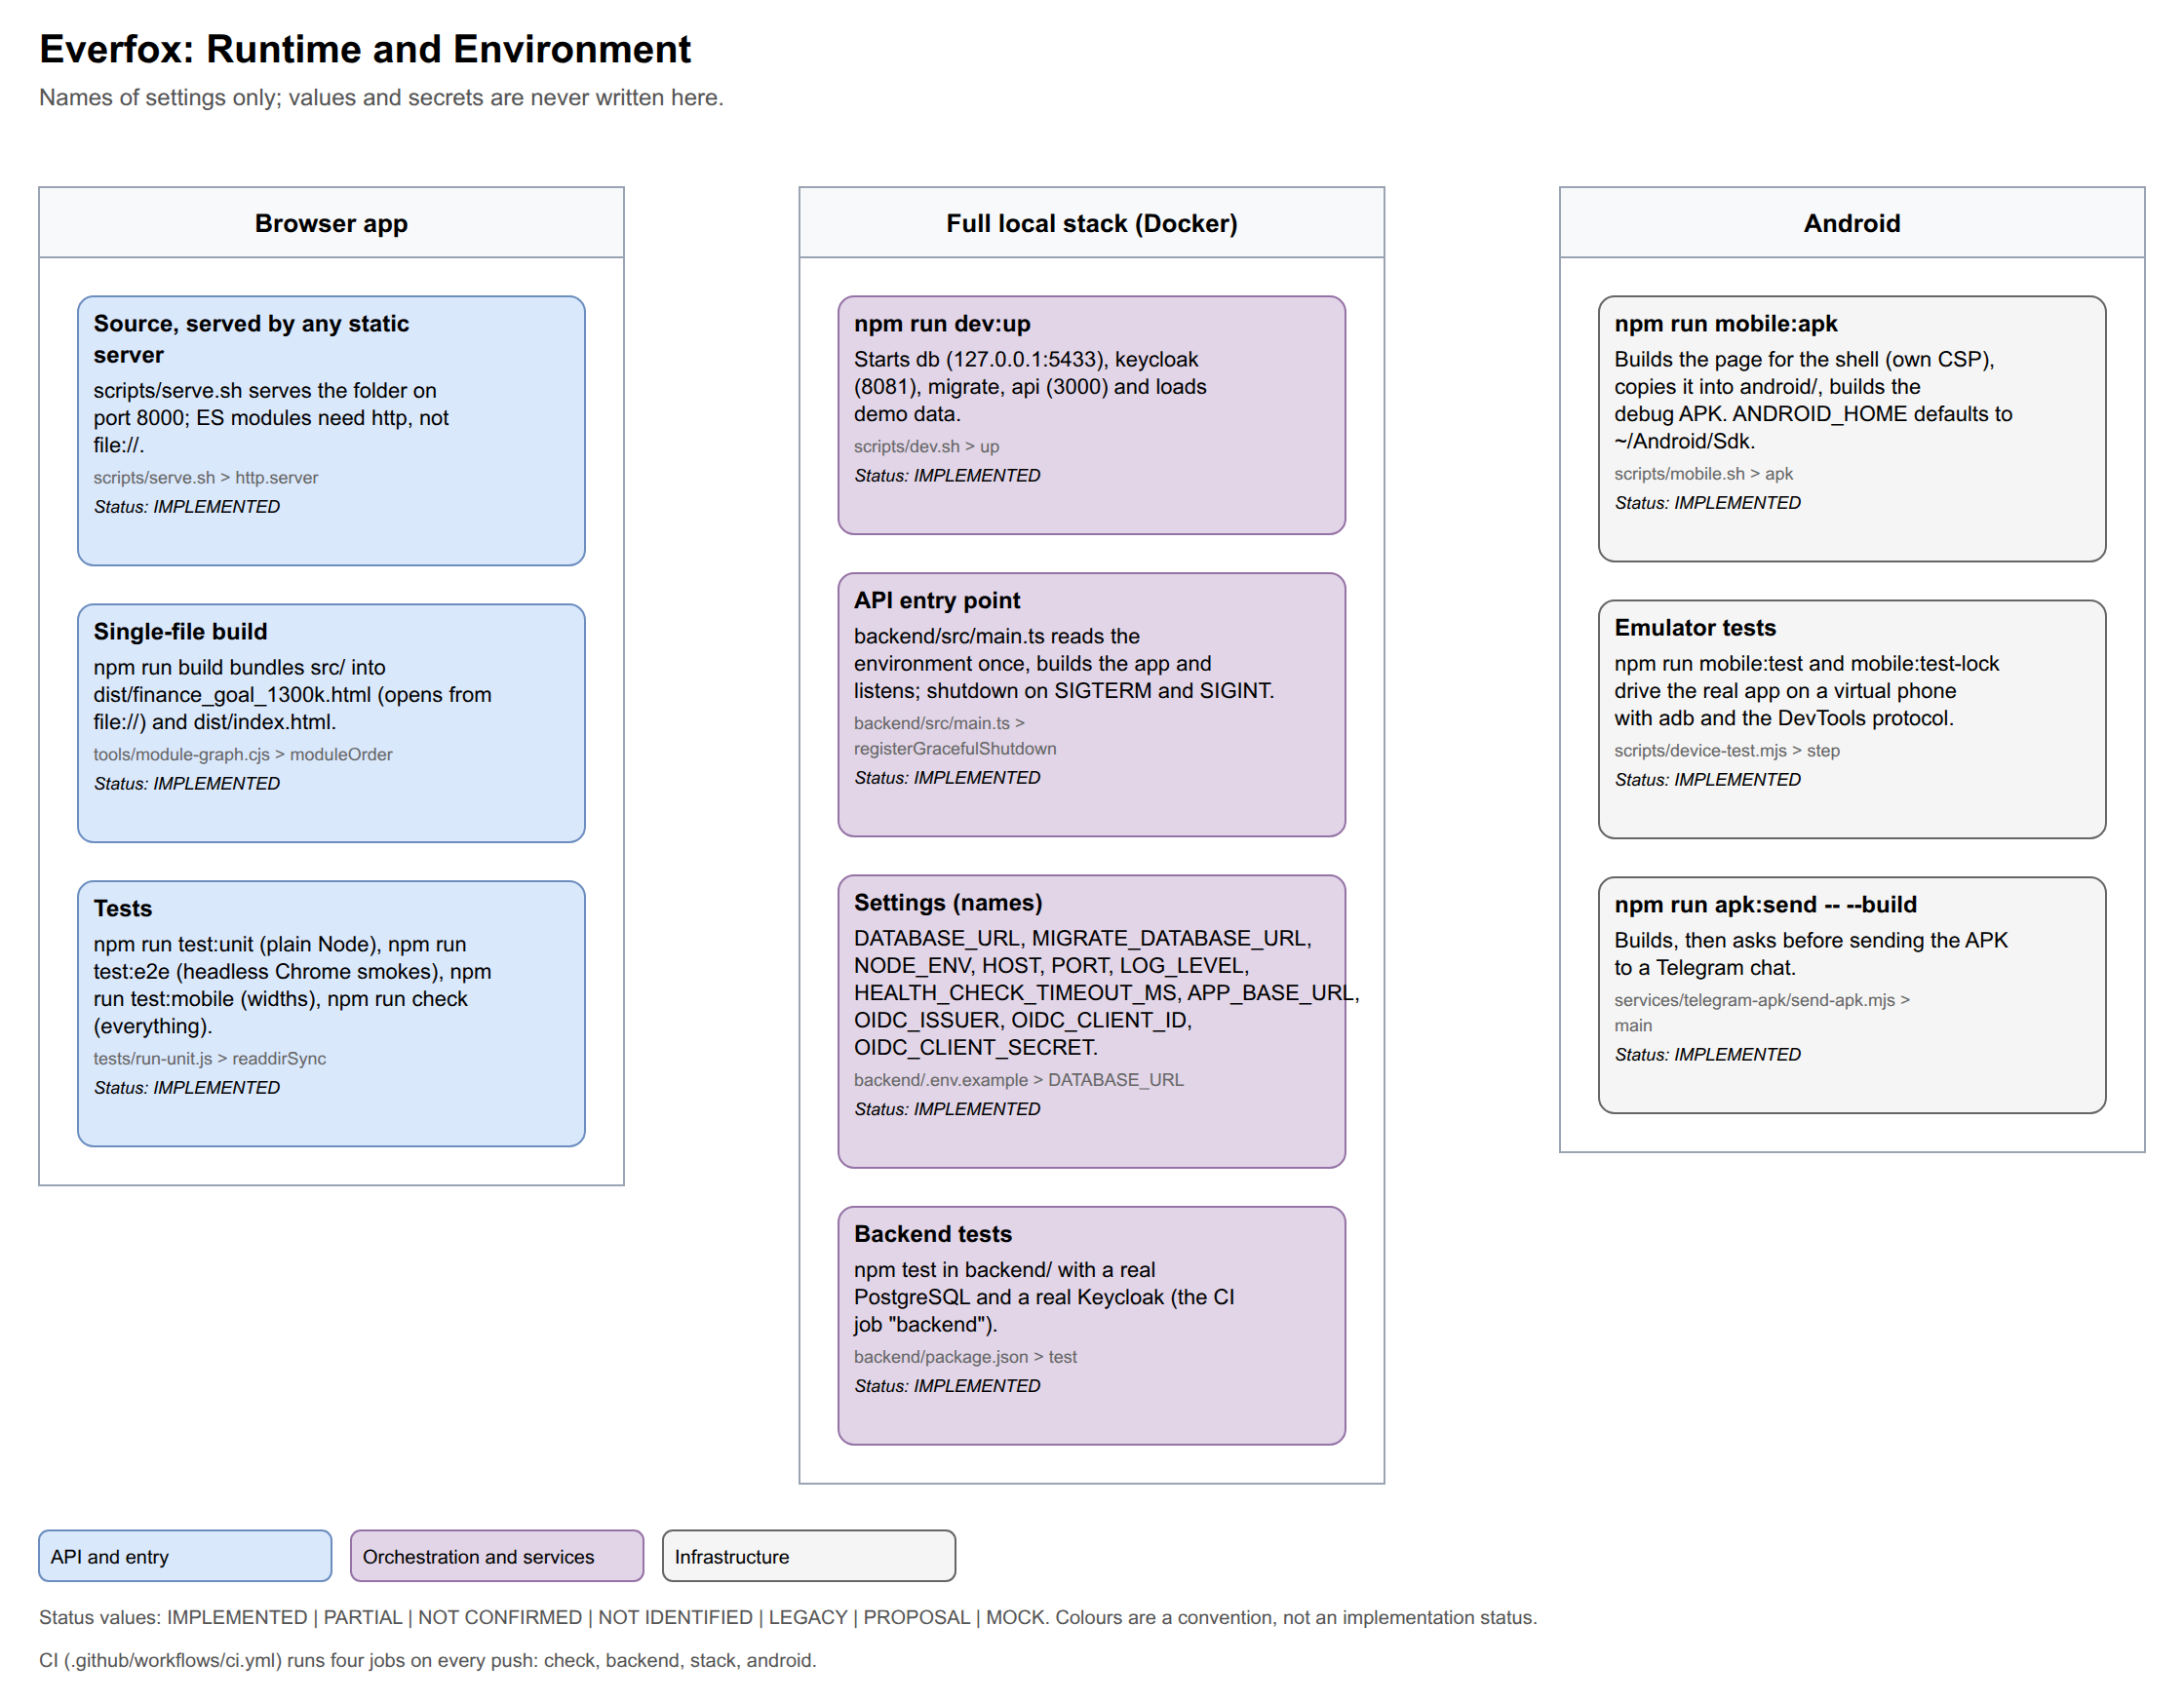 Everfox: Runtime and Environment
Names of settings only; values and secrets are never written here.
Browser app
Source, served by any static
server
scripts/serve.sh serves the folder on
port 8000; ES modules need http, not
file://.
scripts/serve.sh > http.server
Status: IMPLEMENTED
Single-file build
npm run build bundles src/ into
dist/finance_goal_1300k.html (opens from
file://) and dist/index.html.
tools/module-graph.cjs > moduleOrder
Status: IMPLEMENTED
Tests
npm run test:unit (plain Node), npm run
test:e2e (headless Chrome smokes), npm
run test:mobile (widths), npm run check
(everything).
tests/run-unit.js > readdirSync
Status: IMPLEMENTED
Full local stack (Docker)
npm run dev:up
Starts db (127.0.0.1:5433), keycloak
(8081), migrate, api (3000) and loads
demo data.
scripts/dev.sh > up
Status: IMPLEMENTED
API entry point
backend/src/main.ts reads the
environment once, builds the app and
listens; shutdown on SIGTERM and SIGINT.
backend/src/main.ts >
registerGracefulShutdown
Status: IMPLEMENTED
Settings (names)
DATABASE_URL, MIGRATE_DATABASE_URL,
NODE_ENV, HOST, PORT, LOG_LEVEL,
HEALTH_CHECK_TIMEOUT_MS, APP_BASE_URL,
OIDC_ISSUER, OIDC_CLIENT_ID,
OIDC_CLIENT_SECRET.
backend/.env.example > DATABASE_URL
Status: IMPLEMENTED
Backend tests
npm test in backend/ with a real
PostgreSQL and a real Keycloak (the CI
job "backend").
backend/package.json > test
Status: IMPLEMENTED
Android
npm run mobile:apk
Builds the page for the shell (own CSP),
copies it into android/, builds the
debug APK. ANDROID_HOME defaults to
~/Android/Sdk.
scripts/mobile.sh > apk
Status: IMPLEMENTED
Emulator tests
npm run mobile:test and mobile:test-lock
drive the real app on a virtual phone
with adb and the DevTools protocol.
scripts/device-test.mjs > step
Status: IMPLEMENTED
npm run apk:send -- --build
Builds, then asks before sending the APK
to a Telegram chat.
services/telegram-apk/send-apk.mjs >
main
Status: IMPLEMENTED
API and entry
Orchestration and services
Infrastructure
Status values: IMPLEMENTED | PARTIAL | NOT CONFIRMED | NOT IDENTIFIED | LEGACY | PROPOSAL | MOCK. Colours are a convention, not an implementation status.
CI (.github/workflows/ci.yml) runs four jobs on every push: check, backend, stack, android.